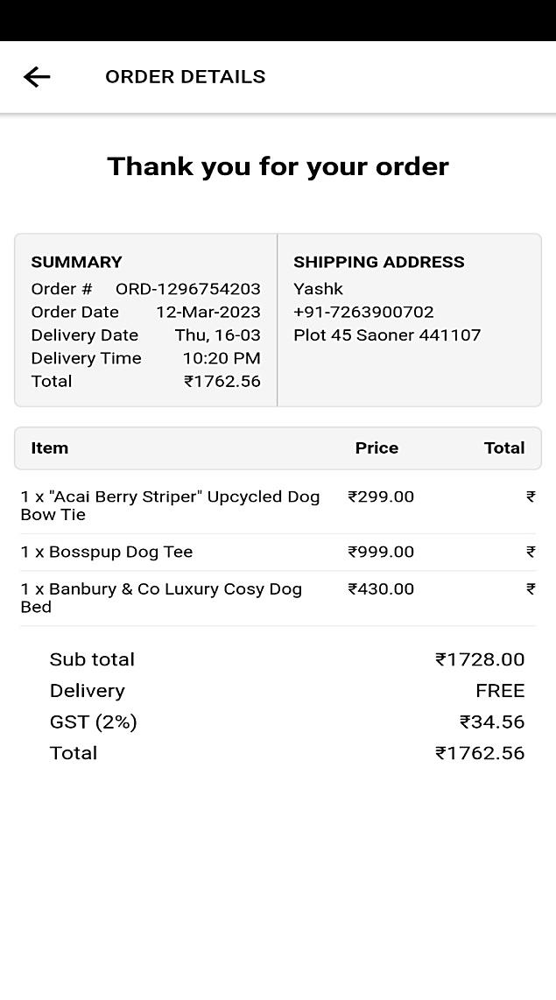 ORDER DETAILS
Thank you for your order
SUMMARY
Order # ORD-1296754203
Order Date 12-Mar-2023
Delivery Date Thu, 16-03
Delivery Time 10:20 PM
Total ₹1762.56
SHIPPING ADDRESS
Yashk
+91-7263900702
Plot 45 Saoner 441107
Item Price Total
1 x "Acai Berry Striper" Upcycled Dog ₹299.00 ₹
Bow Tie
1 x Bosspup Dog Tee ₹999.00 ₹
1 x Banbury & Co Luxury Cosy Dog ₹430.00 ₹
Bed
Sub total ₹1728.00
Delivery FREE
GST (2%) ₹34.56
Total ₹1762.56